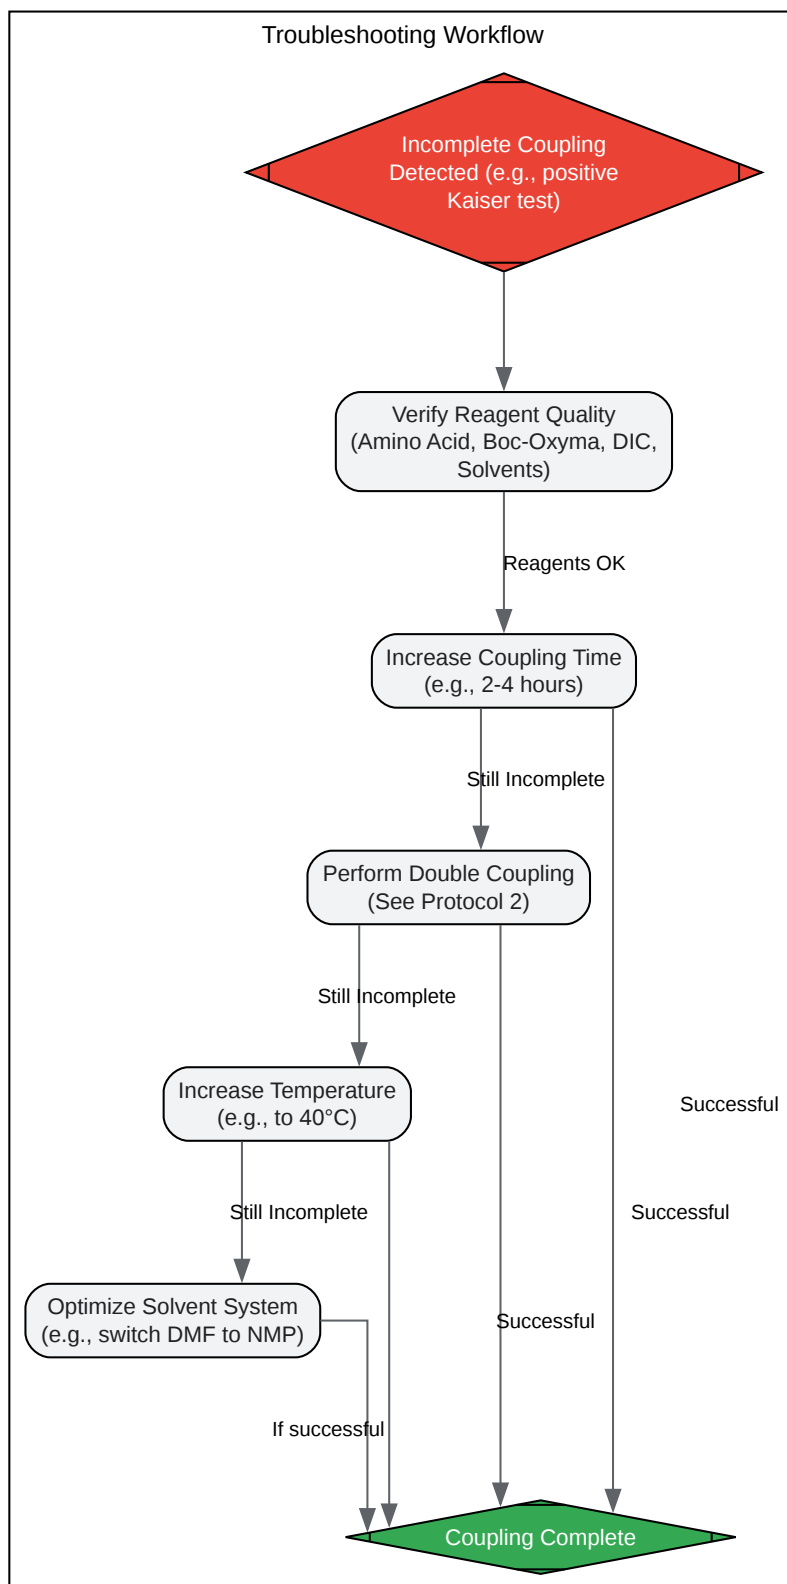 Troubleshooting Workflow
Incomplete Coupling
Detected (e.g., positive
Kaiser test)
Verify Reagent Quality
(Amino Acid, Boc-Oxyma, DIC,
Solvents)
Reagents OK
Increase Coupling Time
(e.g., 2-4 hours)
Still Incomplete
Perform Double Coupling
(See Protocol 2)
Still Incomplete
Increase Temperature
(e.g., to 40°C)
Successful
Still Incomplete
Successful
Optimize Solvent System
(e.g., switch DMF to NMP)
Successful
If successful
Coupling Complete